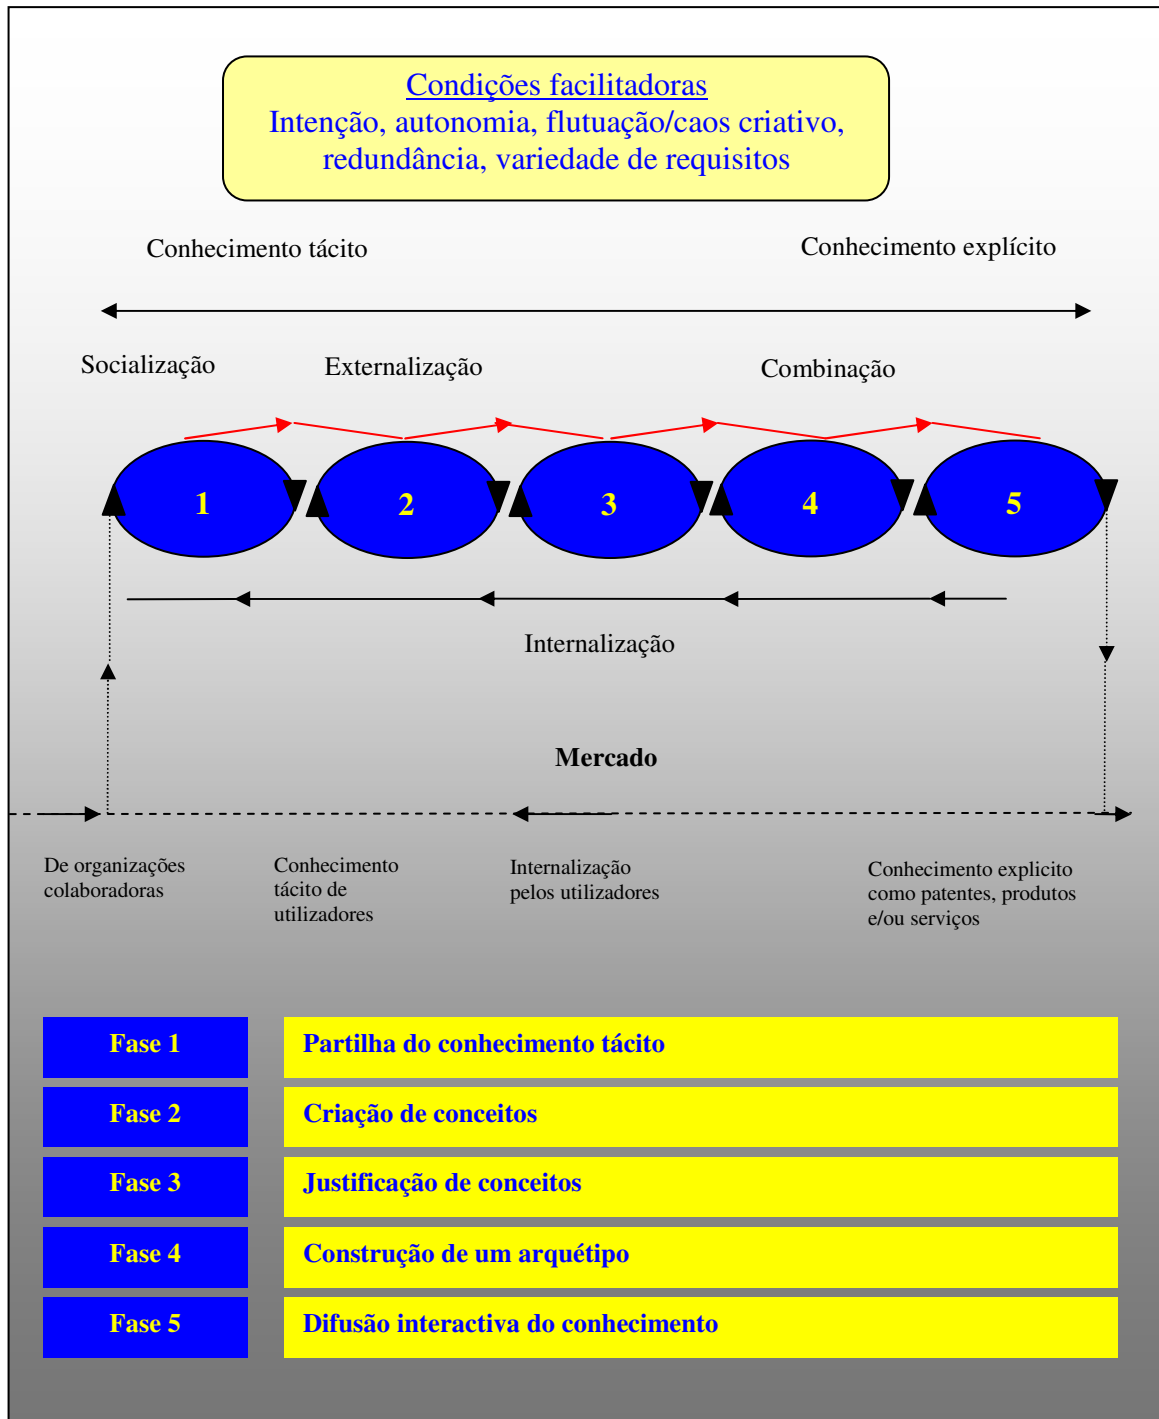 Condições facilitadoras
Intenção, autonomia, flutuação/caos criativo,
redundância, variedade de requisitos
Conhecimento tácito
Conhecimento explícito
Socialização
Externalização
Combinação
1
2
3
4
5
Internalização
Mercado
De organizações
colaboradoras
Conhecimento
tácito de
utilizadores
Internalização
pelos utilizadores
Conhecimento explicito
como patentes, produtos
e/ou serviços
Fase 1
Partilha do conhecimento tácito
Fase 2
Criação de conceitos
Fase 3
Justificação de conceitos
Fase 4
Construção de um arquétipo
Fase 5
Difusão interactiva do conhecimento